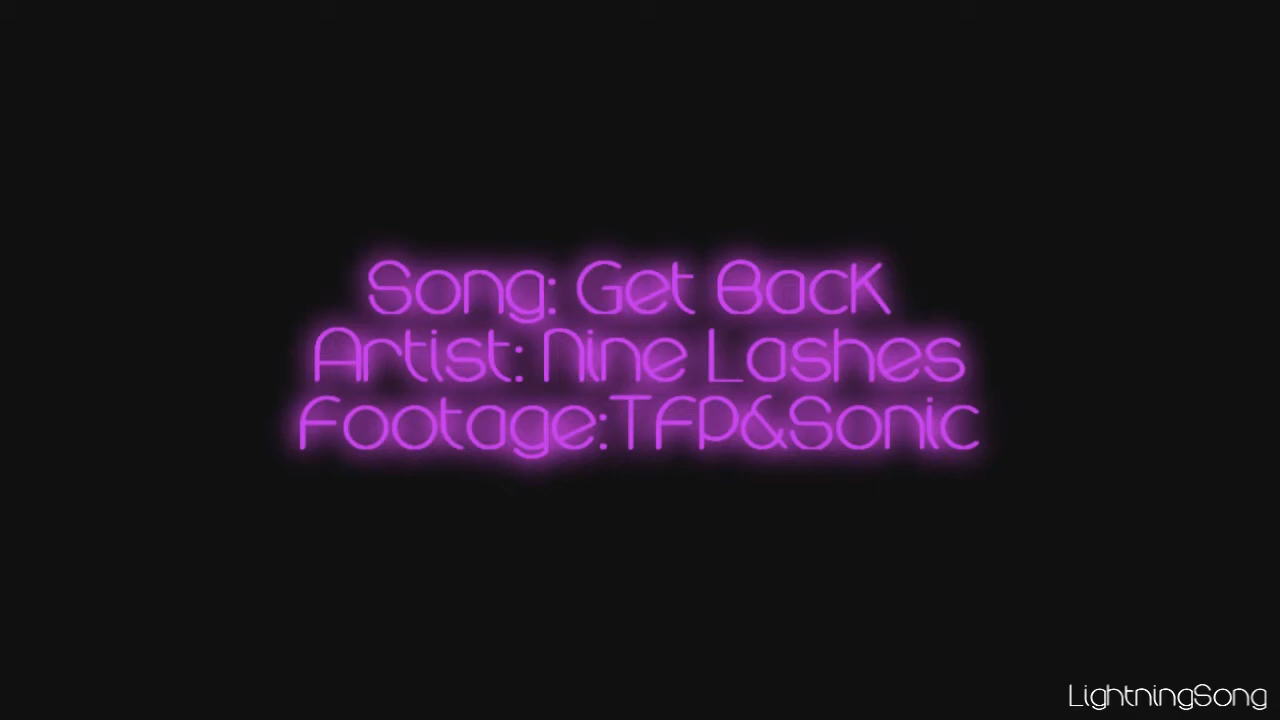 Song: Get Back
Artist: Nine Lashes
Footage:TFP&Sonic
LightningSong